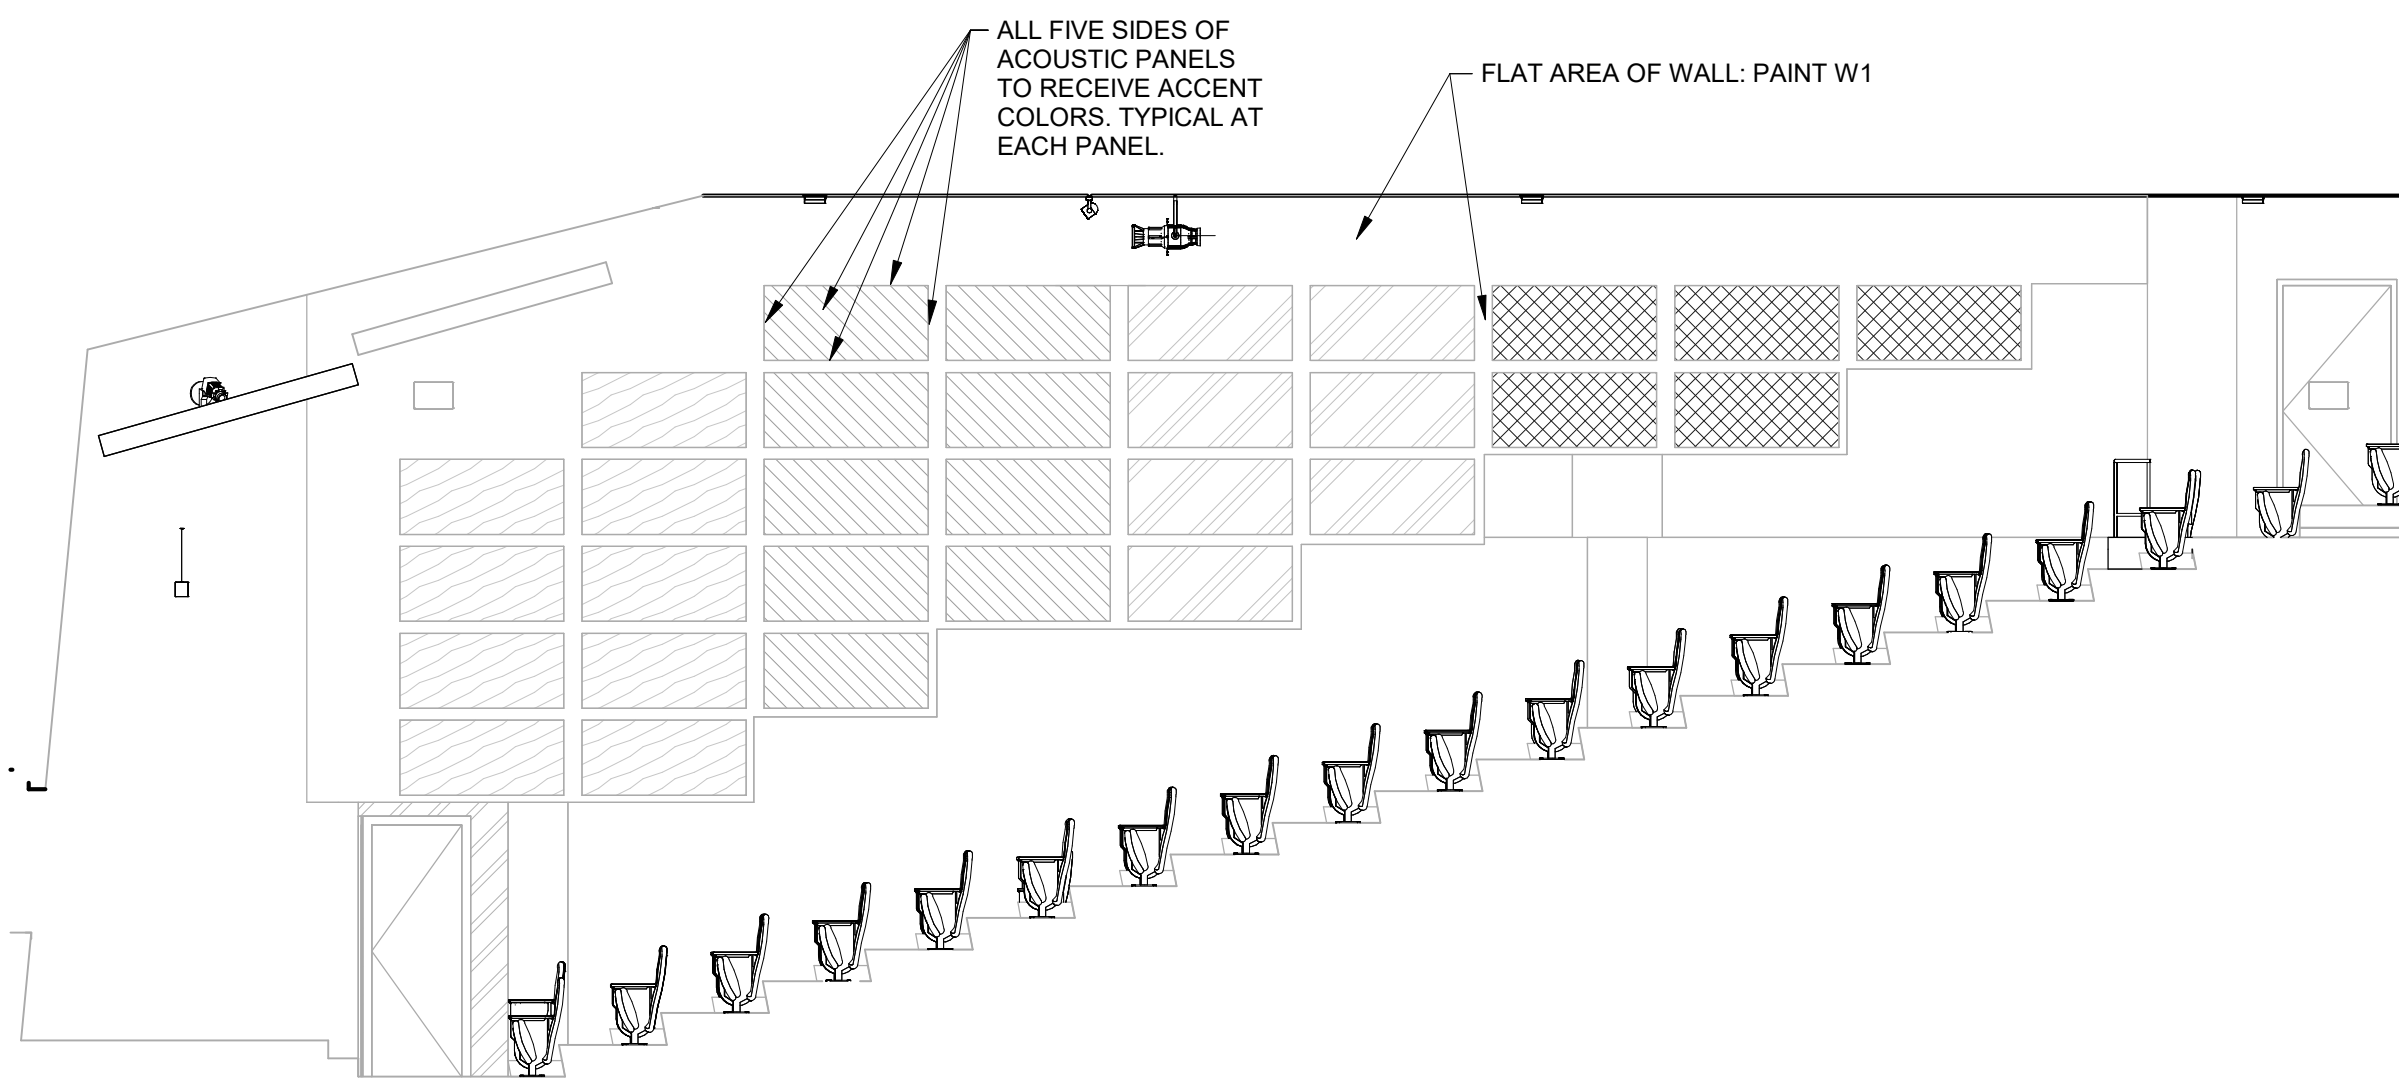 ALL FIVE SIDES OF
ACOUSTIC PANELS
TO RECEIVE ACCENT
COLORS. TYPICAL AT
EACH PANEL.
FLAT AREA OF WALL: PAINT W1